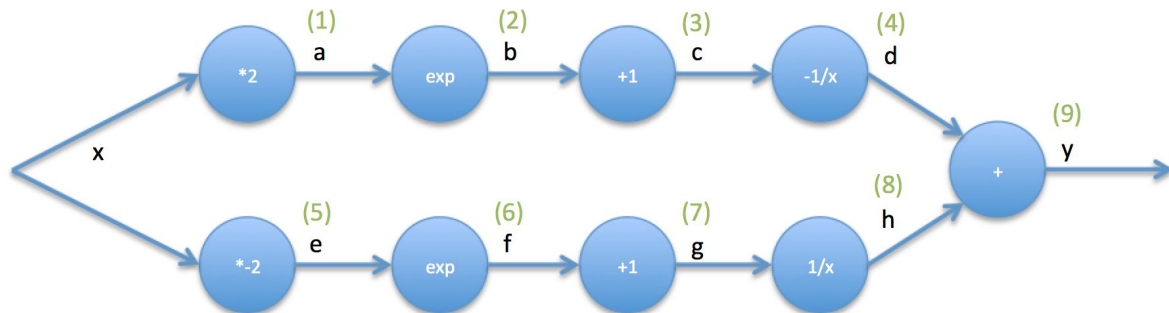 (1) (2) (3) (4)
a b c d
*2 exp +1 -1/x
(9)
x y
+
(5) (6) (7) (8)
e f g h
*-2 exp +1 1/x